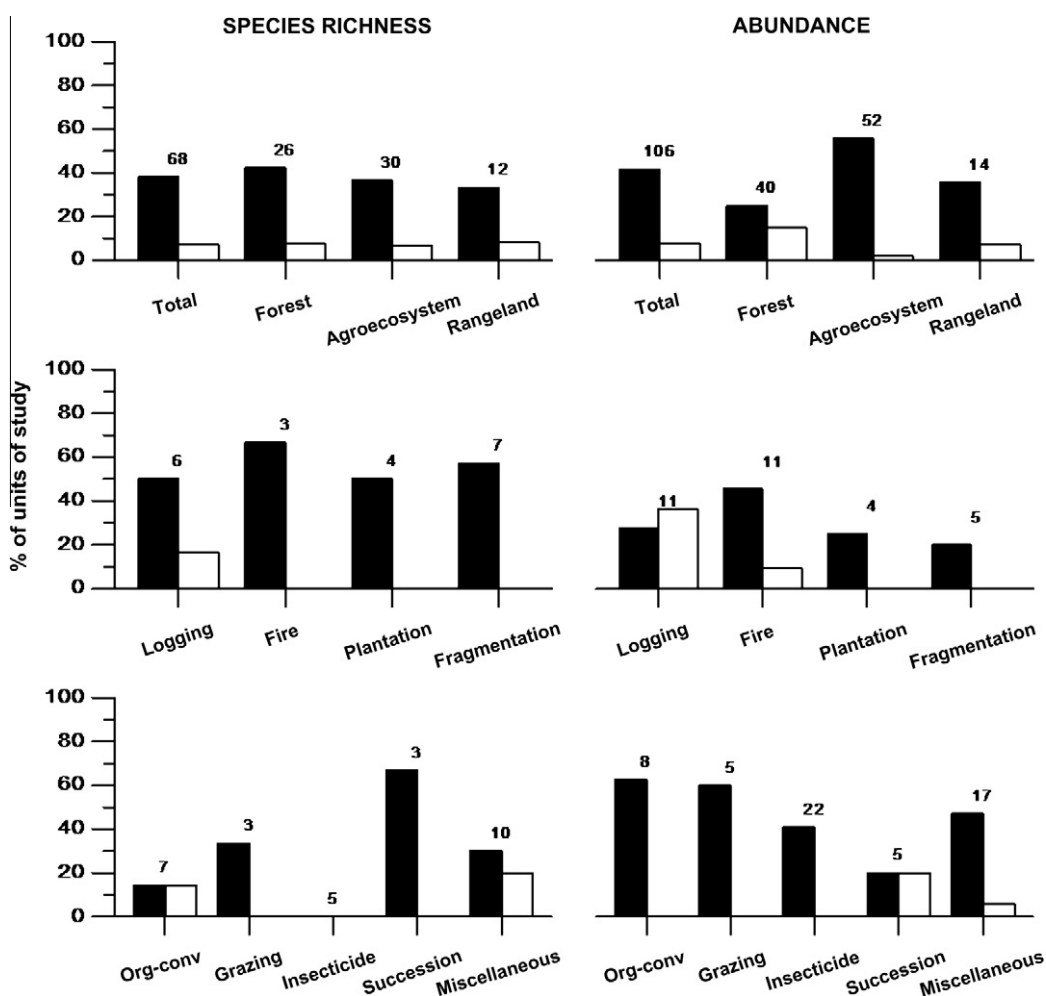 SPECIES RICHNESS
ABUNDANCE
% of units of study
100
80
60
40
20
0
68
26
30
12
Total
Forest
Agroecosystem
Rangeland
106
40
52
14
Total
Forest
Agroecosystem
Rangeland
100
80
60
40
20
0
6
3
4
7
Logging
Fire
Plantation
Fragmentation
11
11
4
5
Logging
Fire
Plantation
Fragmentation
100
80
60
40
20
0
7
3
5
3
10
Org-conv
Grazing
Insecticide
Succession
Miscellaneous
8
5
22
5
17
Org-conv
Grazing
Insecticide
Succession
Miscellaneous